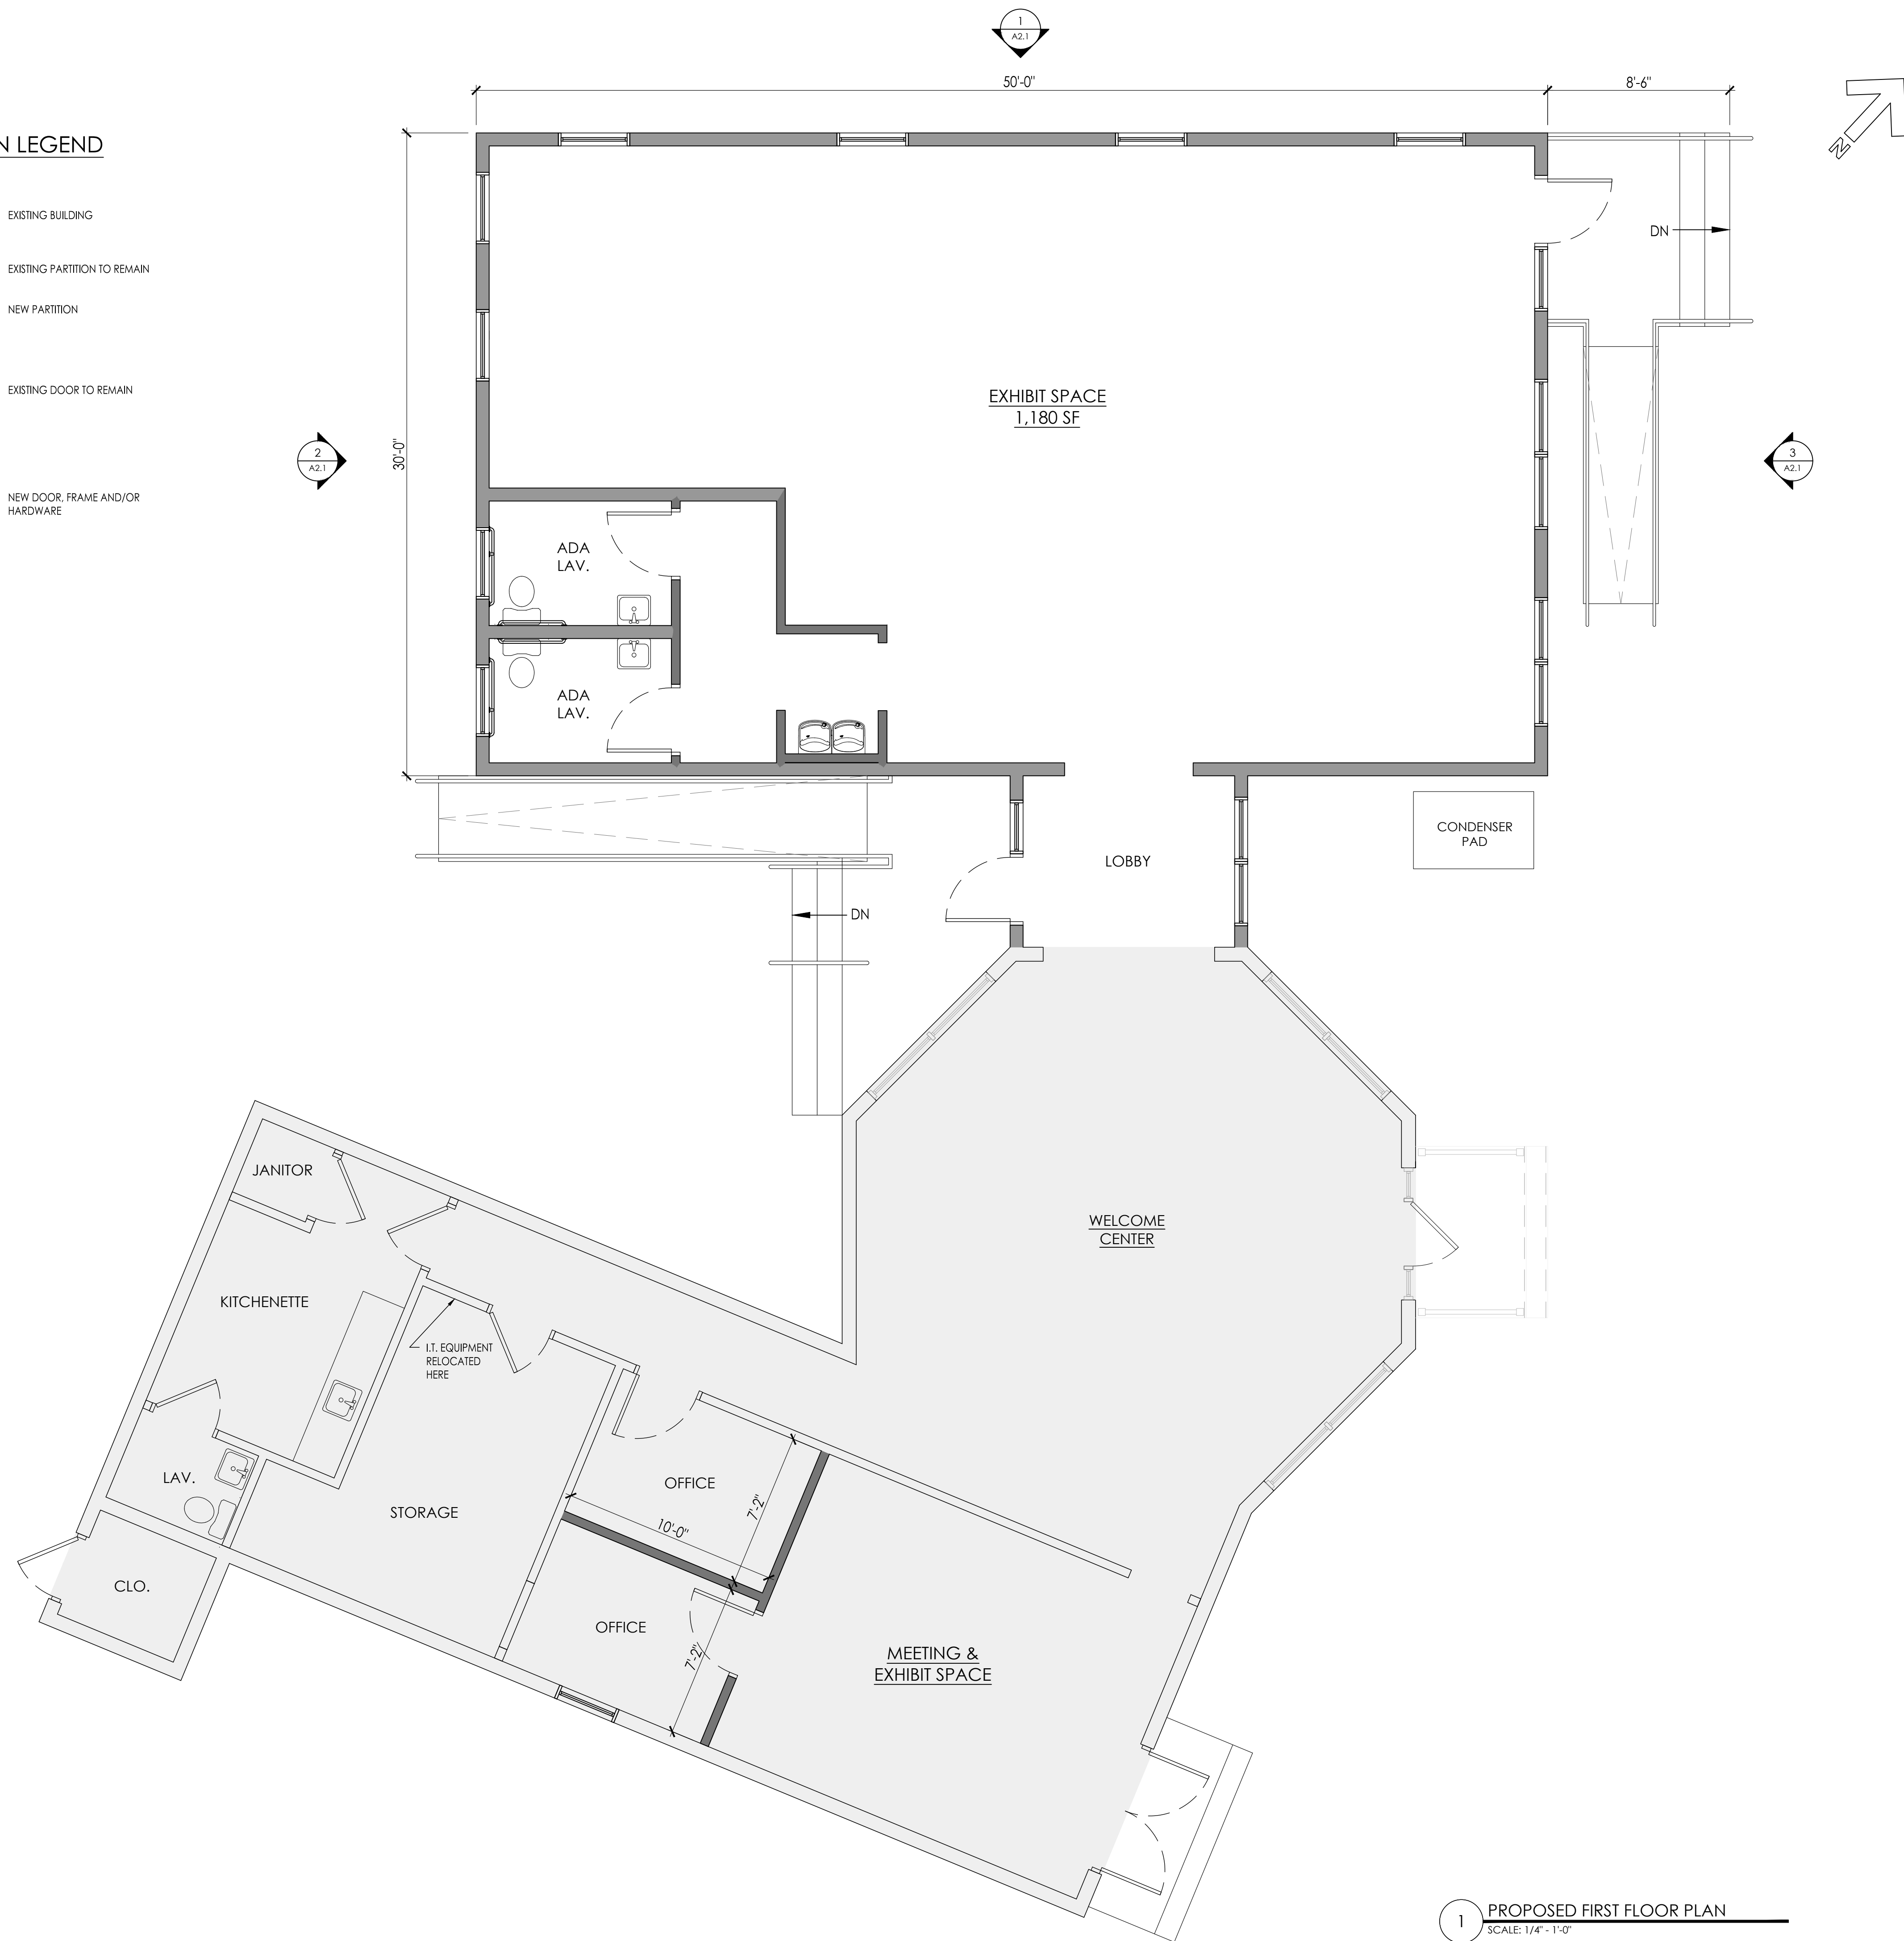 1
A2.1
50'-0"
8'-6"
N
N LEGEND
EXISTING BUILDING
EXISTING PARTITION TO REMAIN
NEW PARTITION
EXISTING DOOR TO REMAIN
NEW DOOR, FRAME AND/OR
HARDWARE
30'-0"
2
A2.1
3
A2.1
DN
EXHIBIT SPACE
1,180 SF
ADA
LAV.
ADA
LAV.
CONDENSER
PAD
LOBBY
DN
JANITOR
WELCOME
CENTER
KITCHENETTE
I.T. EQUIPMENT
RELOCATED
HERE
LAV.
STORAGE
OFFICE
7'-2"
10'-0"
CLO.
OFFICE
7'-2"
MEETING &
EXHIBIT SPACE
1
PROPOSED FIRST FLOOR PLAN
SCALE: 1/4" - 1'-0"